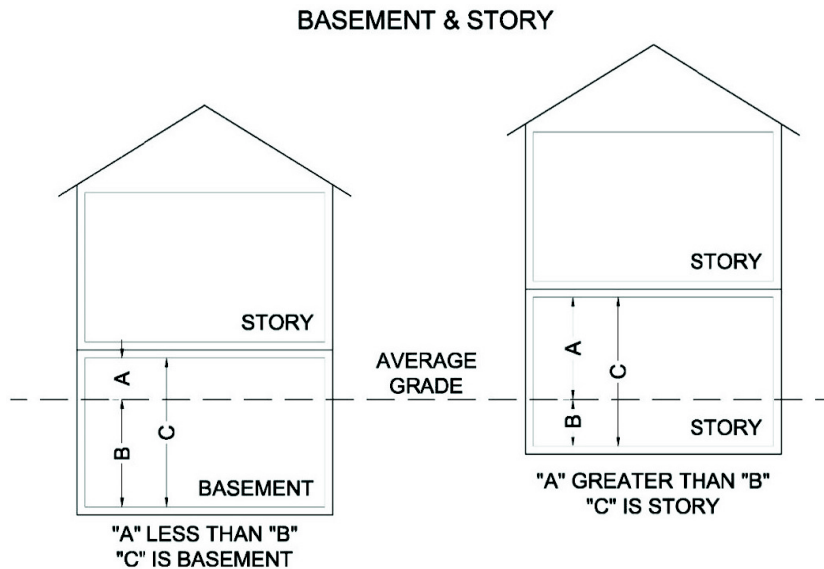 BASEMENT & STORY
STORY
A
B
C
BASEMENT
"A" LESS THAN "B"
"C" IS BASEMENT
AVERAGE
GRADE
STORY
A
C
B
STORY
"A" GREATER THAN "B"
"C" IS STORY